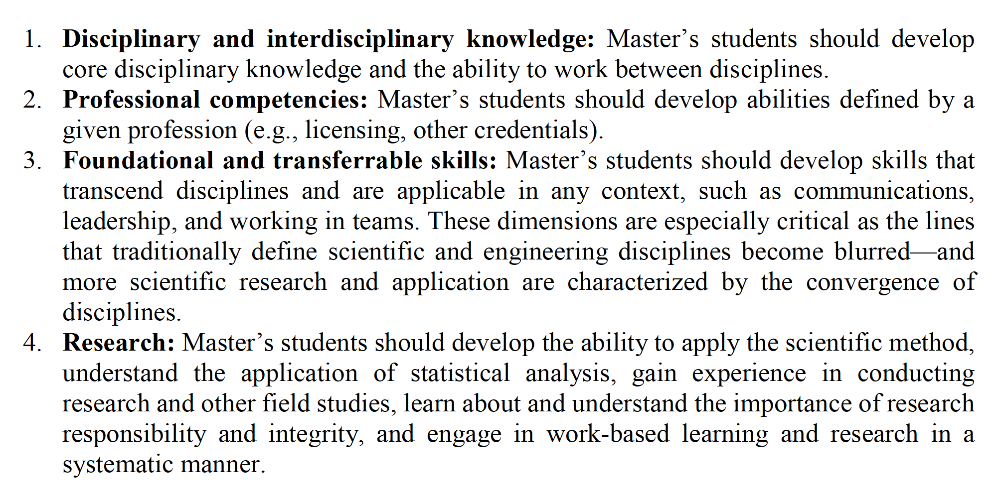 1. Disciplinary and interdisciplinary knowledge: Master’s students should develop
core disciplinary knowledge and the ability to work between disciplines.
2. Professional competencies: Master’s students should develop abilities defined by a
given profession (e.g., licensing, other credentials).
3. Foundational and transferrable skills: Master’s students should develop skills that
transcend disciplines and are applicable in any context, such as communications,
leadership, and working in teams. These dimensions are especially critical as the lines
that traditionally define scientific and engineering disciplines become blurred—and
more scientific research and application are characterized by the convergence of
disciplines.
4. Research: Master’s students should develop the ability to apply the scientific method,
understand the application of statistical analysis, gain experience in conducting
research and other field studies, learn about and understand the importance of research
responsibility and integrity, and engage in work-based learning and research in a
systematic manner.